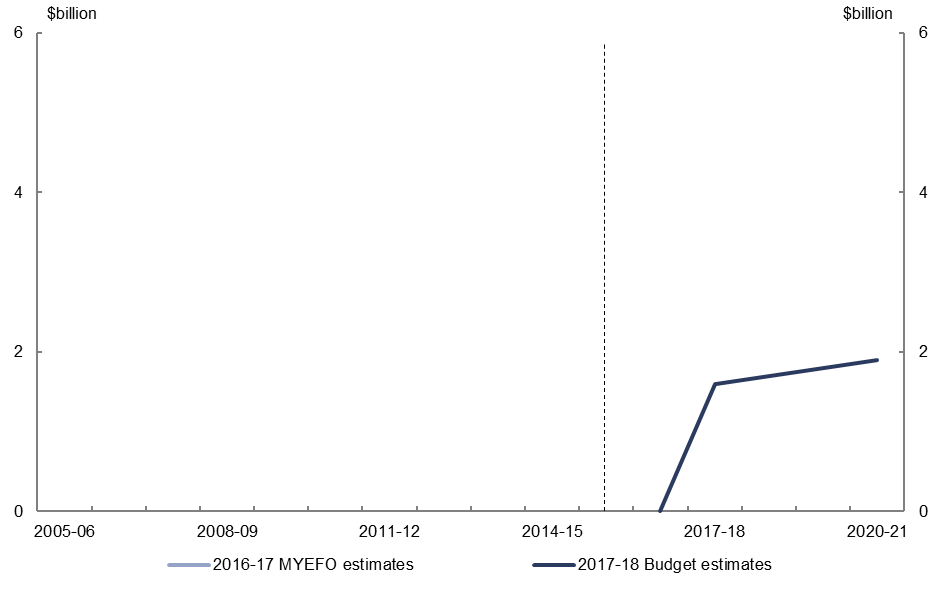 $billion $billion
6 6
4 4
2 2
0 0
2005-06 2008-09 2011-12 2014-15 2017-18 2020-21
2016-17 MYEFO estimates 2017-18 Budget estimates